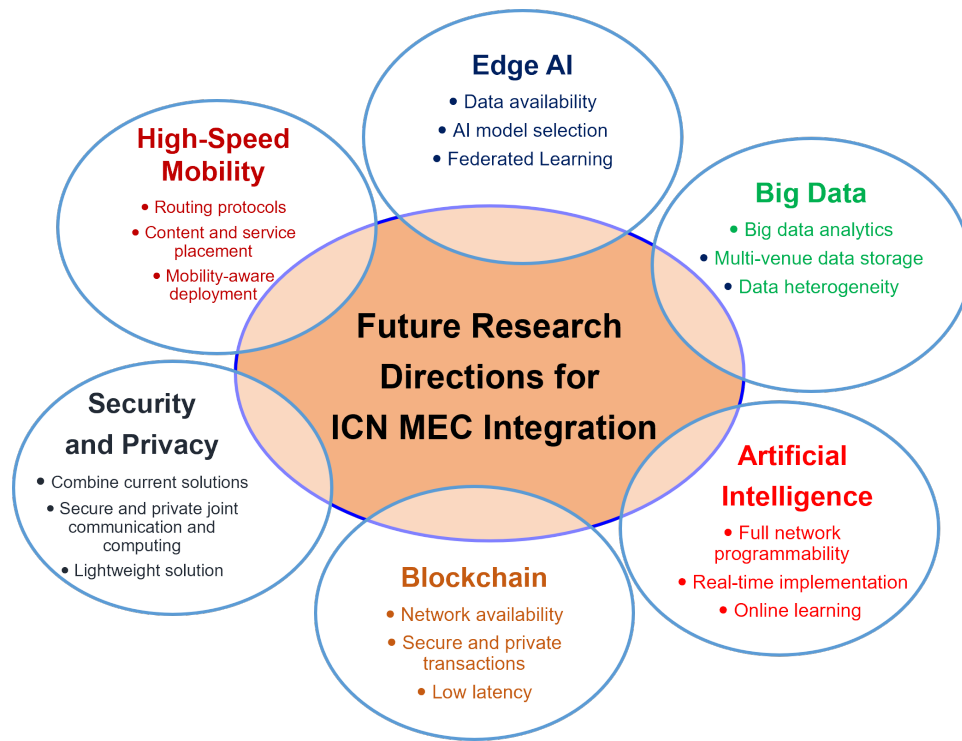 Edge AI
• Data availability
• AI model selection
• Federated Learning
High-Speed
Mobility
• Routing protocols
• Content and service
placement
• Mobility-aware
deployment
Big Data
• Big data analytics
• Multi-venue data storage
• Data heterogeneity
Future Research
Directions for
ICN MEC Integration
Security
and Privacy
• Combine current solutions
• Secure and private joint
communication and
computing
• Lightweight solution
Artificial
Intelligence
• Full network
programmability
• Real-time implementation
• Online learning
Blockchain
• Network availability
• Secure and private
transactions
• Low latency